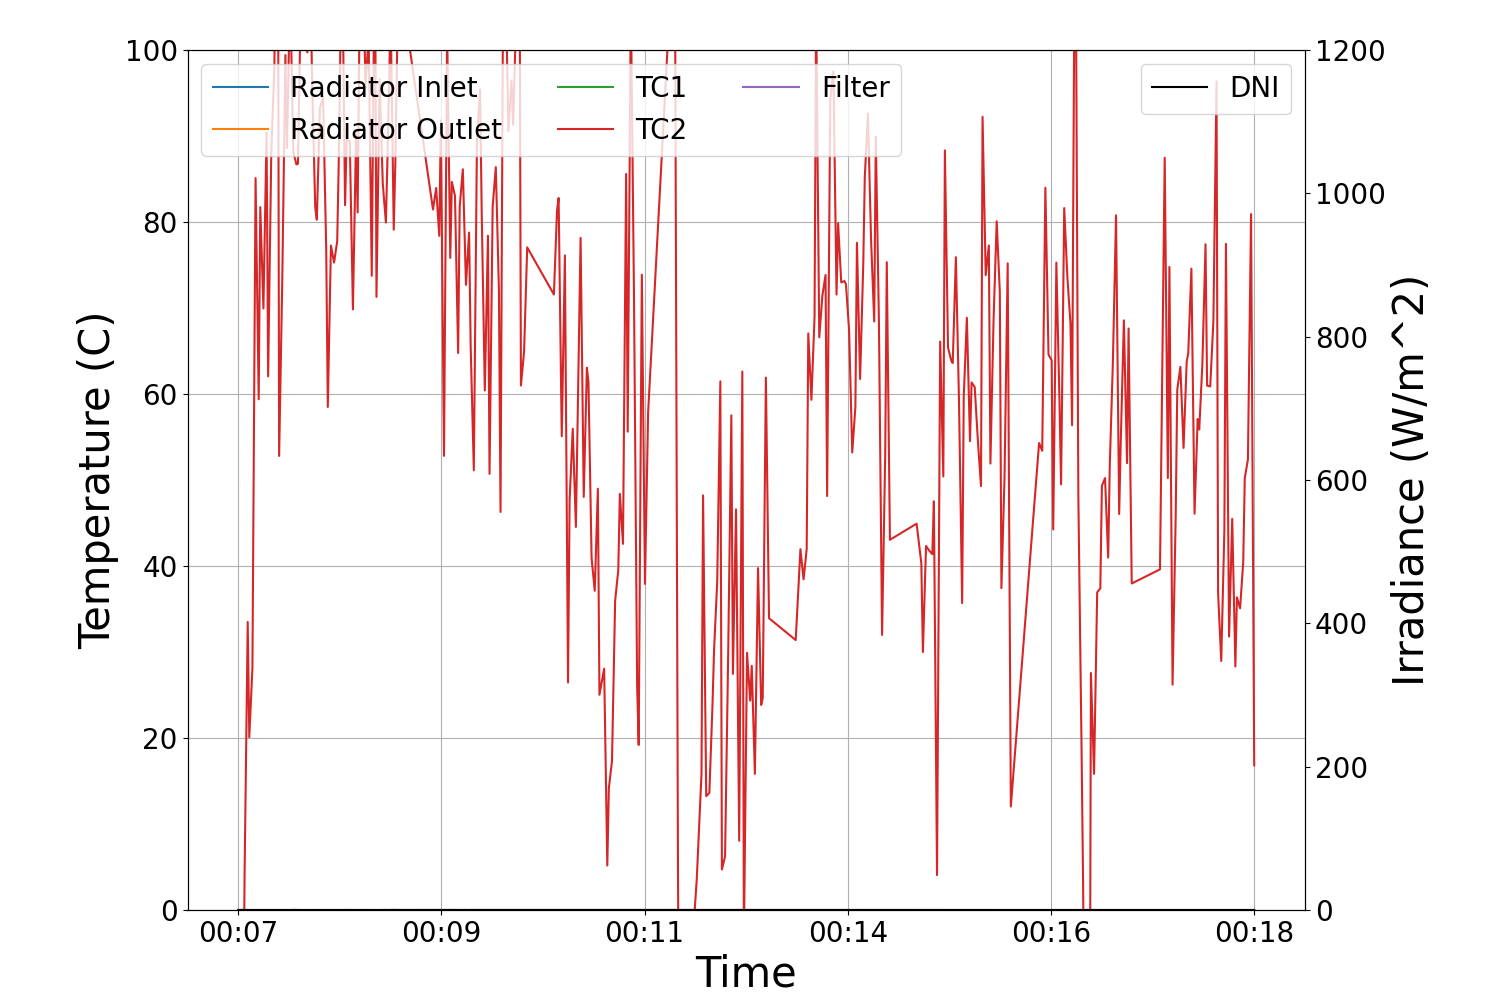 Radiator Inlet
Radiator Outlet
TC1
TC2
Filter
DNI
Temperature (C)
100
80
60
40
20
0
Irradiance (W/m^2)
1200
1000
800
600
400
200
0
00:07 00:09 00:11 00:14 00:16 00:18
Time